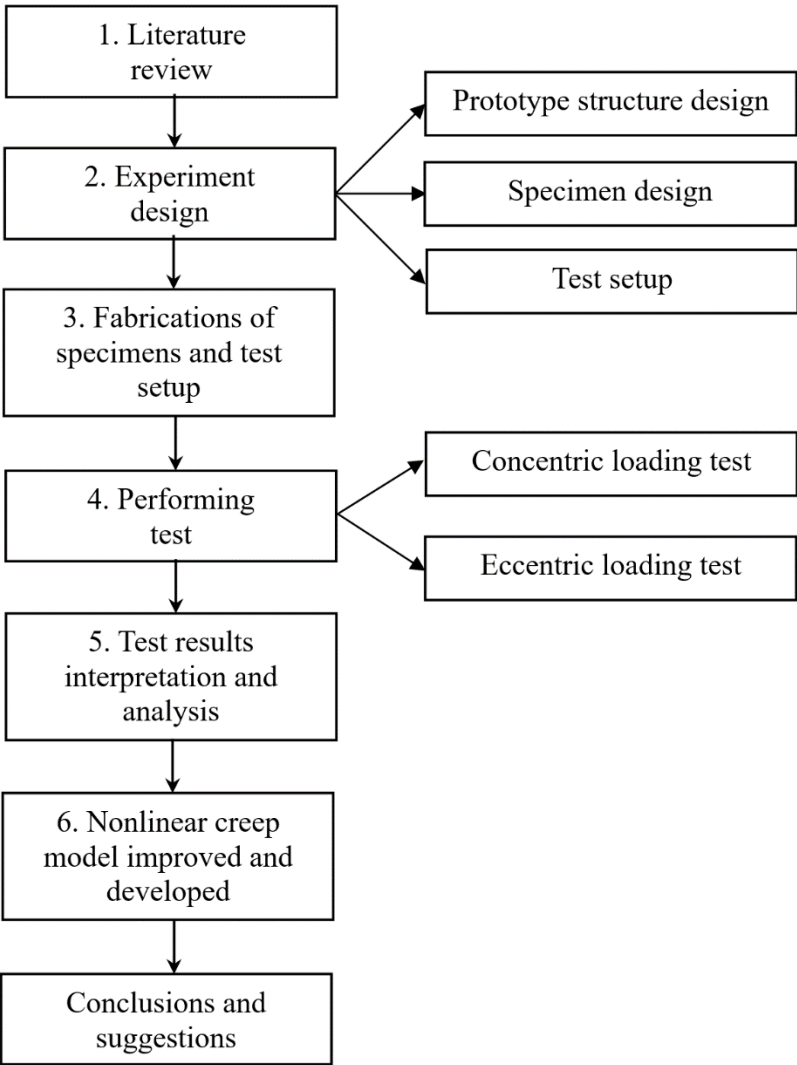 1. Literature
review
2. Experiment
design
Prototype structure design
Specimen design
Test setup
3. Fabrications of
specimens and test
setup
4. Performing
test
Concentric loading test
Eccentric loading test
5. Test results
interpretation and
analysis
6. Nonlinear creep
model improved and
developed
Conclusions and
suggestions